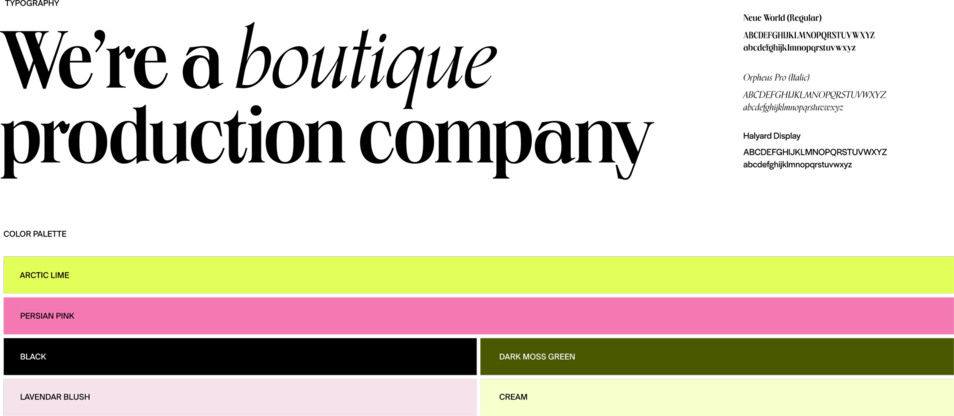 TYPOGRAPHY
We're a boutique
production company
Neue World (Regular)
ABCDEFGHIJKLMNOPQRSTUVWXYZ
abcdefghijklmnopqrstuvwxyz
Orpheus Pro (Italic)
ABCDEFGHIJKLMNOPQRSTUVWXYZ
abcdefghijklmnopqrstuvwxyz
Halyard Display
ABCDEFGHIJKLMNOPQRSTUVWXYZ
abcdefghijklmnopqrstuvwxyz
COLOR PALETTE
ARCTIC LIME
PERSIAN PINK
BLACK
DARK MOSS GREEN
LAVENDAR BLUSH
CREAM